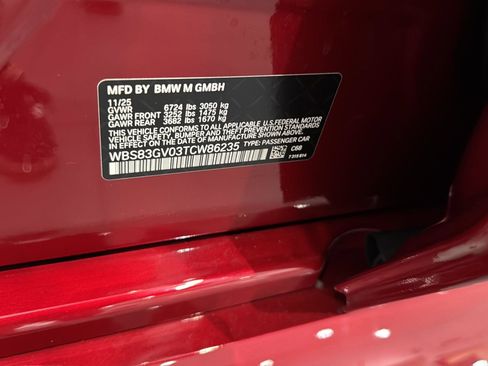 MFD BY BMW M GMBH
11/25
GVWR 6724 lbs 3050 kg
GAWR FRONT 3252 lbs 1475 kg
GAWR REAR 3682 lbs 1670 kg
THIS VEHICLE CONFORMS TO ALL APPLICABLE U.S.FEDERAL MOTOR
VEHICLE SAFETY, BUMPER AND THEFT PREVENTION STANDARDS
IN EFFECT ON THE DATE OF MANUFACTURE SHOWN ABOVE.
WBS83GV03TCW86235 TYPE: PASSENGER CAR
C6B